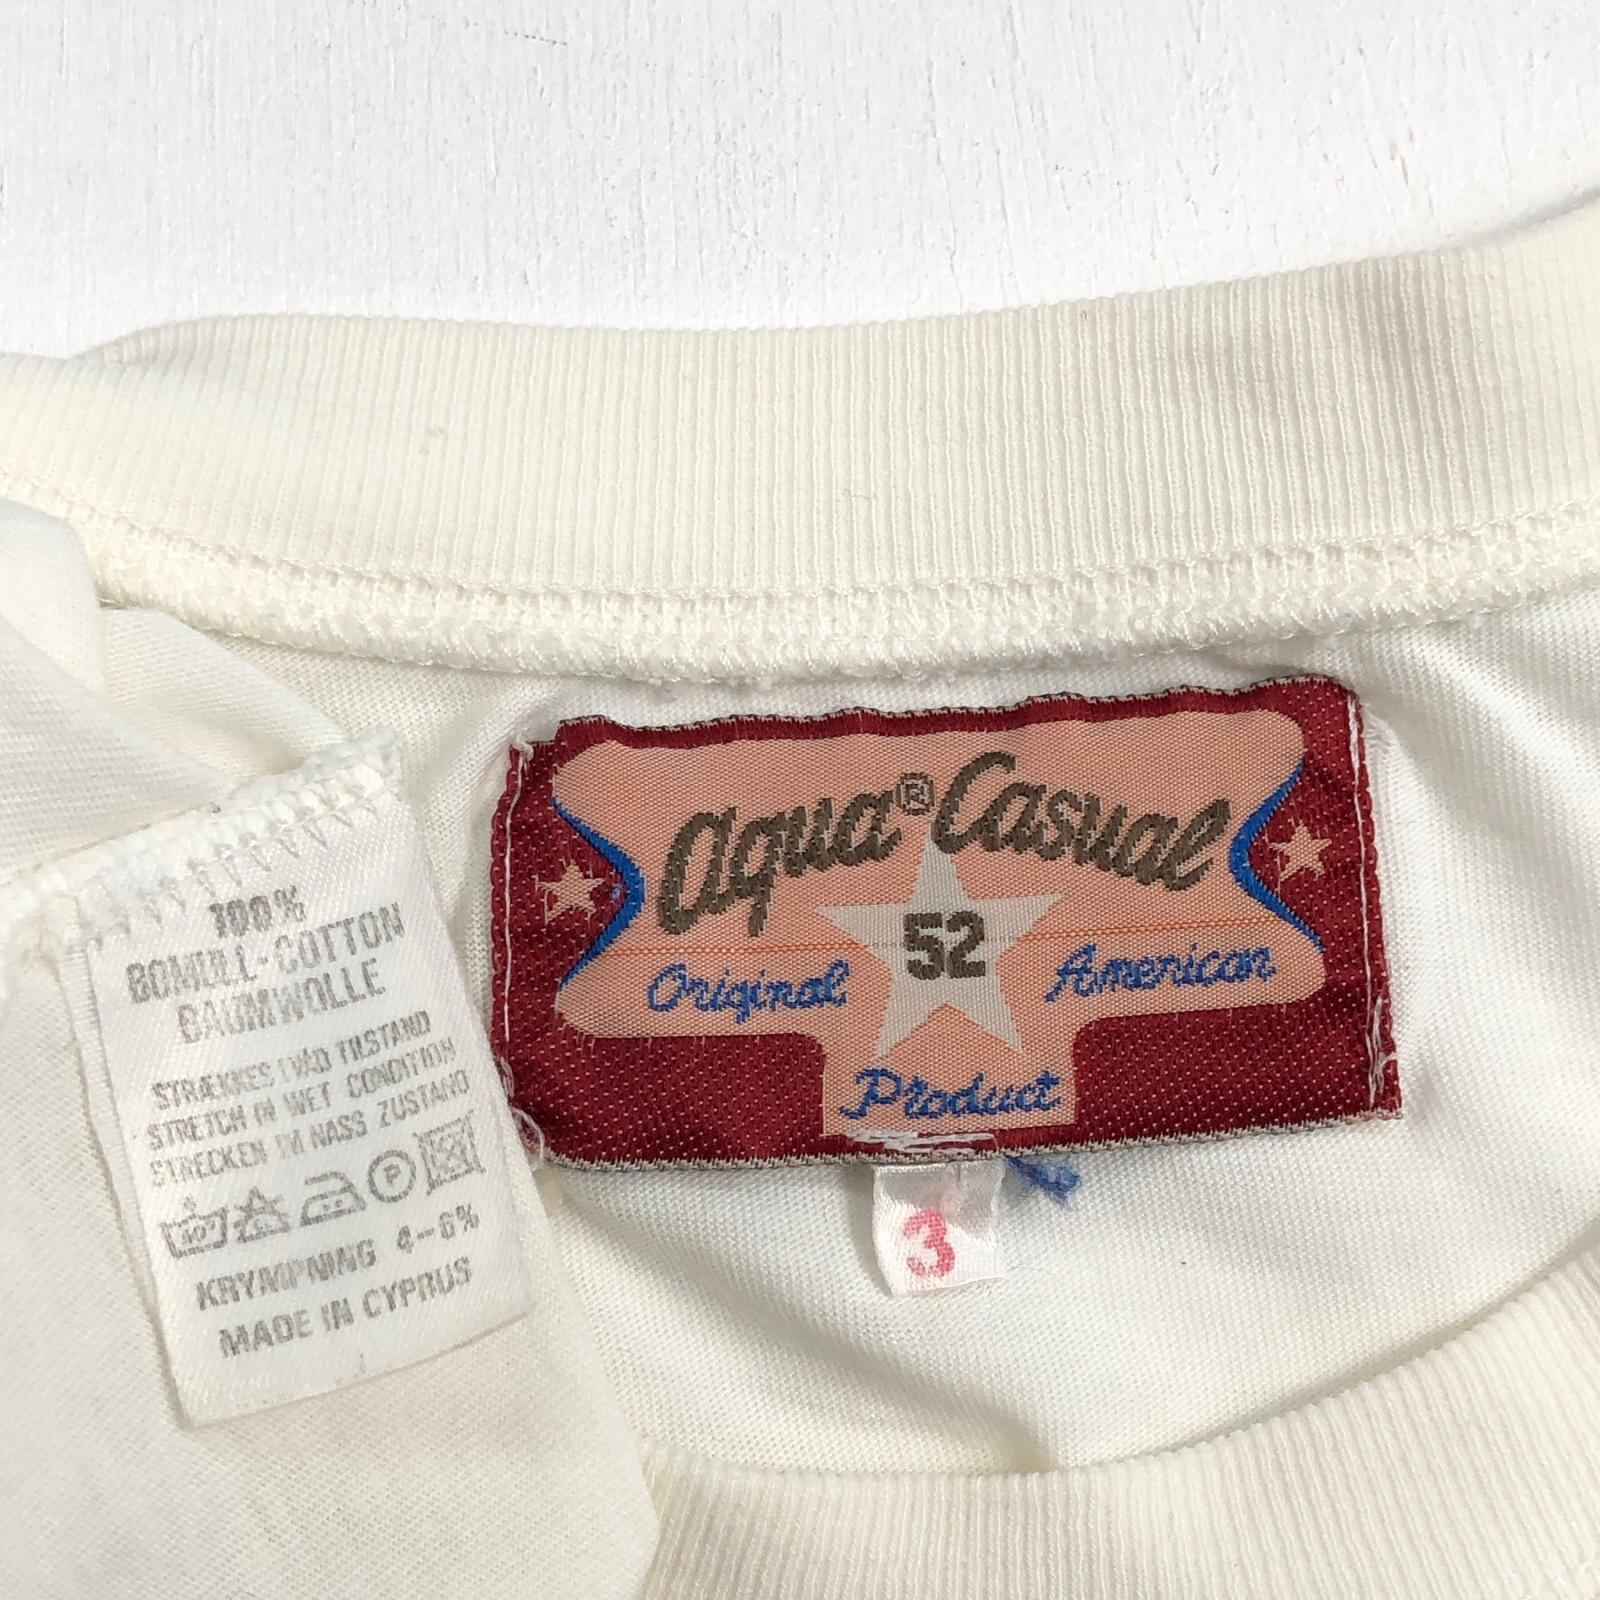 100%
BOMULL-COTTON
BAUMWOLLE
STRÆKKES I VÅD TILSTAND
STRETCH IN WET CONDITION
STRECKEN IM NASS ZUSTAND
P
KRYMPNING 4-6%
MADE IN CYPRUS
Aqua® Casual
52
Original American
Product
3